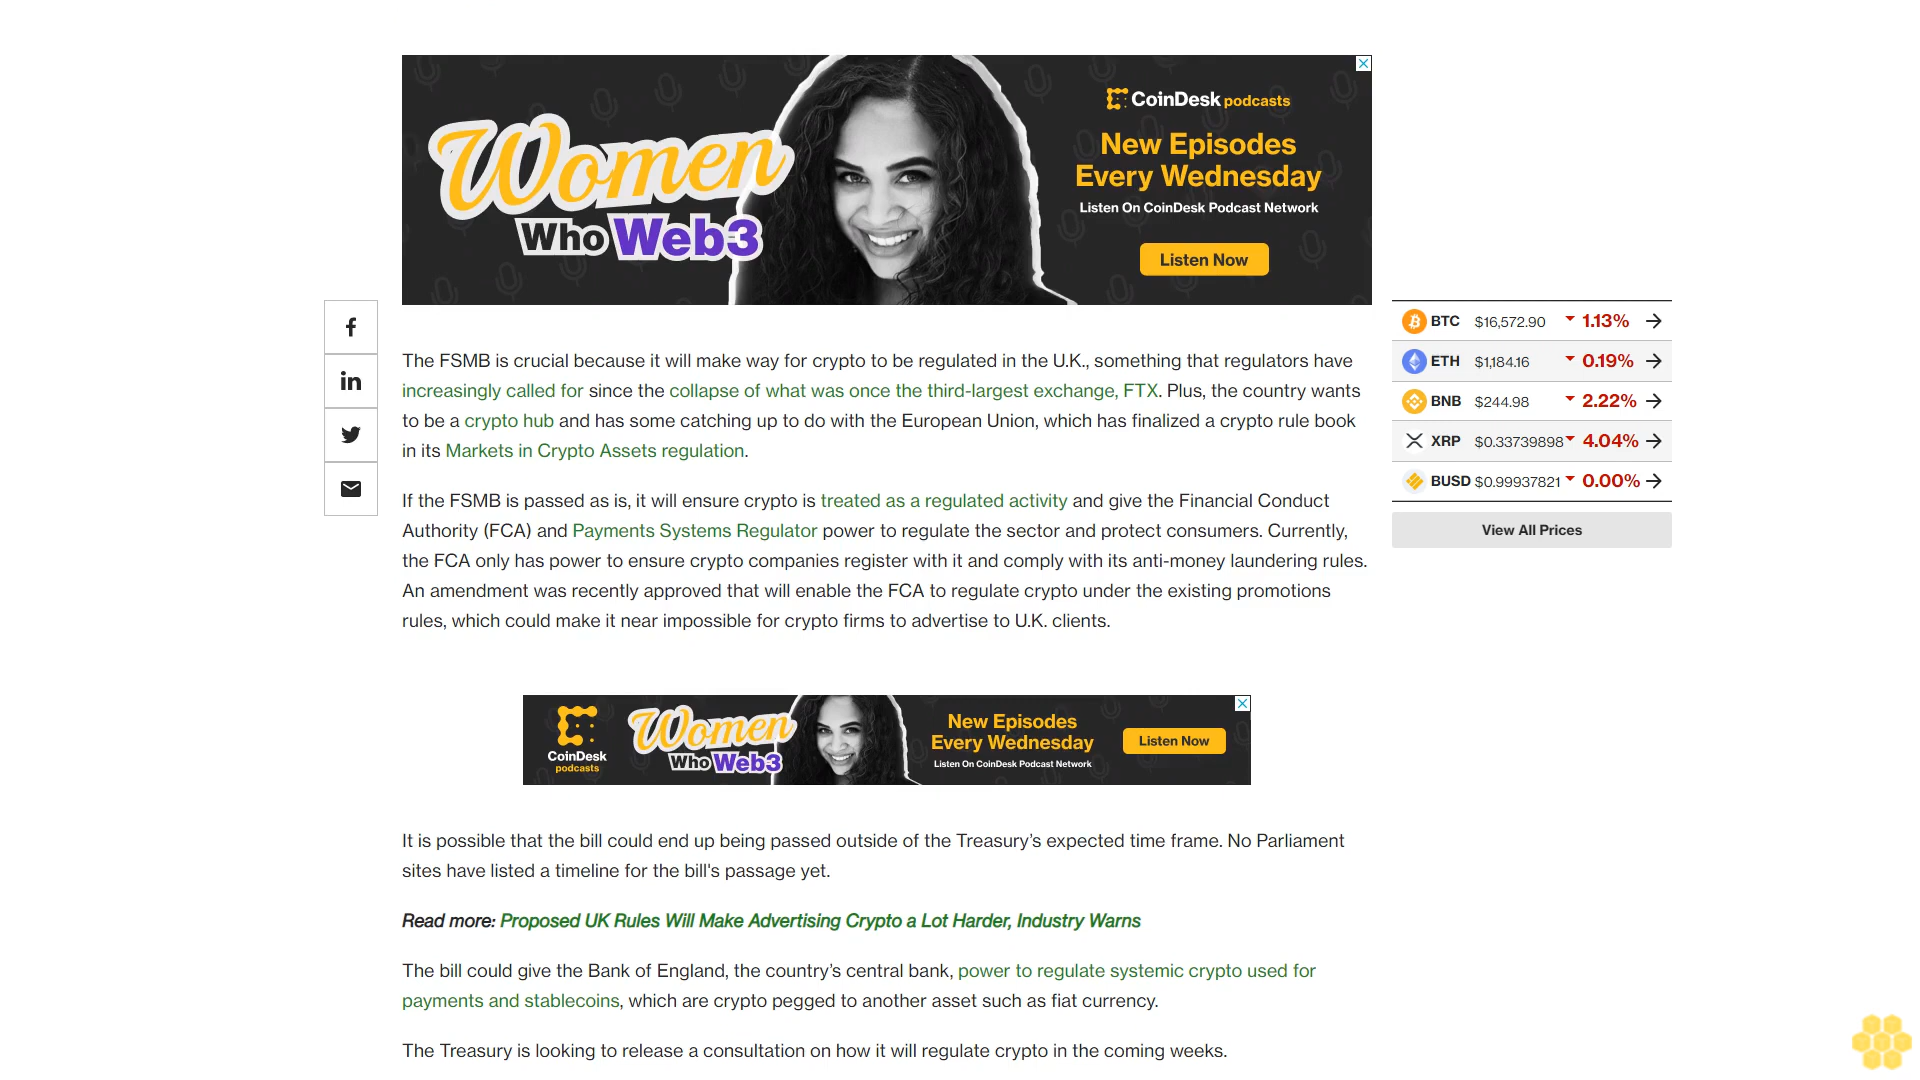 Women
Who Web3
CoinDesk podcasts
New Episodes
Every Wednesday
Listen On CoinDesk Podcast Network
Listen Now
The FSMB is crucial because it will make way for crypto to be regulated in the U.K., something that regulators have
increasingly called for since the collapse of what was once the third-largest exchange, FTX. Plus, the country wants
to be a crypto hub and has some catching up to do with the European Union, which has finalized a crypto rule book
in its Markets in Crypto Assets regulation.
If the FSMB is passed as is, it will ensure crypto is treated as a regulated activity and give the Financial Conduct
Authority (FCA) and Payments Systems Regulator power to regulate the sector and protect consumers. Currently,
the FCA only has power to ensure crypto companies register with it and comply with its anti-money laundering rules.
An amendment was recently approved that will enable the FCA to regulate crypto under the existing promotions
rules, which could make it near impossible for crypto firms to advertise to U.K. clients.
BTC $16,572.90 1.13%
ETH $1,184.16 0.19%
BNB $244.98 2.22%
XRP $0.33739898 4.04%
BUSD $0.99937821 0.00%
View All Prices
CoinDesk
podcasts
Women
Who Web3
New Episodes
Every Wednesday
Listen On CoinDesk Podcast Network
Listen Now
It is possible that the bill could end up being passed outside of the Treasury’s expected time frame. No Parliament
sites have listed a timeline for the bill's passage yet.
Read more: Proposed UK Rules Will Make Advertising Crypto a Lot Harder, Industry Warns
The bill could give the Bank of England, the country’s central bank, power to regulate systemic crypto used for
payments and stablecoins, which are crypto pegged to another asset such as fiat currency.
The Treasury is looking to release a consultation on how it will regulate crypto in the coming weeks.